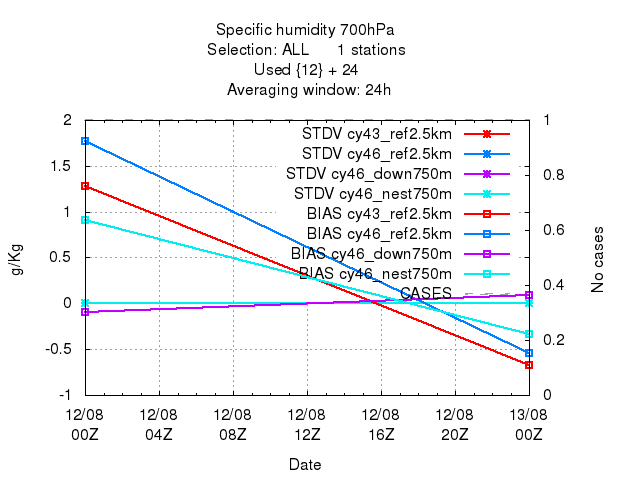 Specific humidity 700hPa
Selection: ALL 1 stations
Used {12} + 24
Averaging window: 24h
2
1.5
1
0.5
0
-0.5
-1
g/Kg
1
0.8
0.6
0.4
0.2
0
No cases
STDV cy43_ref2.5km
STDV cy46_ref2.5km
STDV cy46_down750m
STDV cy46_nest750m
BIAS cy43_ref2.5km
BIAS cy46_ref2.5km
BIAS cy46_down750m
BIAS cy46_nest750m
CASES
12/08 12/08 12/08 12/08 12/08 12/08 13/08
00Z 04Z 08Z 12Z 16Z 20Z 00Z
Date